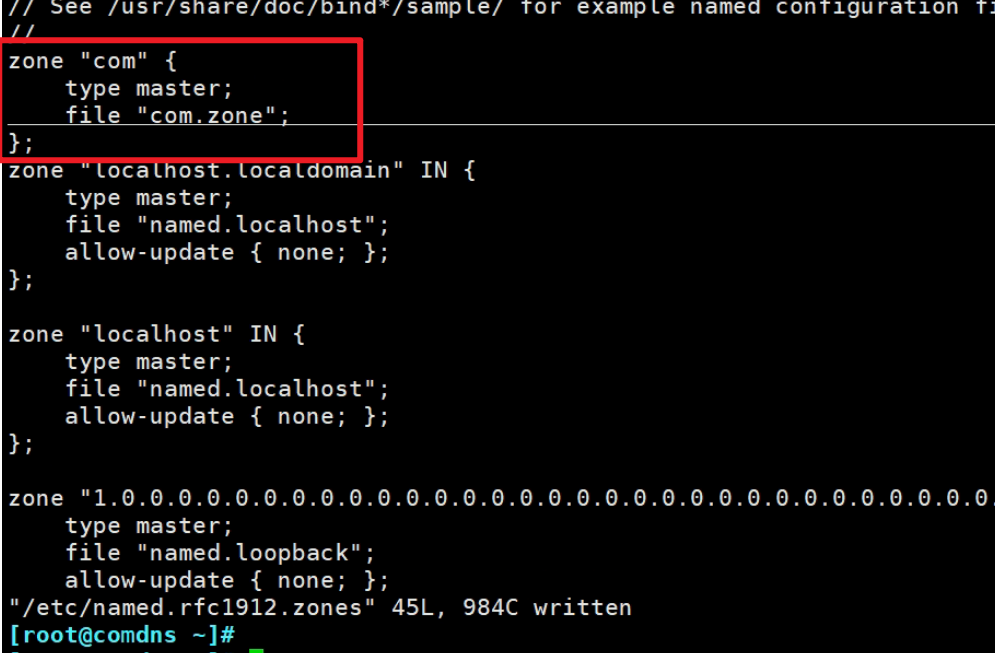 // See /usr/share/doc/bind*/sample/ for example named configuration fi
//
zone "com" {
    type master;
    file "com.zone";
};
zone "localhost.localdomain" IN {
    type master;
    file "named.localhost";
    allow-update { none; };
};

zone "localhost" IN {
    type master;
    file "named.localhost";
    allow-update { none; };
};

zone "1.0.0.0.0.0.0.0.0.0.0.0.0.0.0.0.0.0.0.0.0.0.0.0.0.0.0.0.0.0.0.
    type master;
    file "named.loopback";
    allow-update { none; };
"/etc/named.rfc1912.zones" 45L, 984C written
[root@comdns ~]#